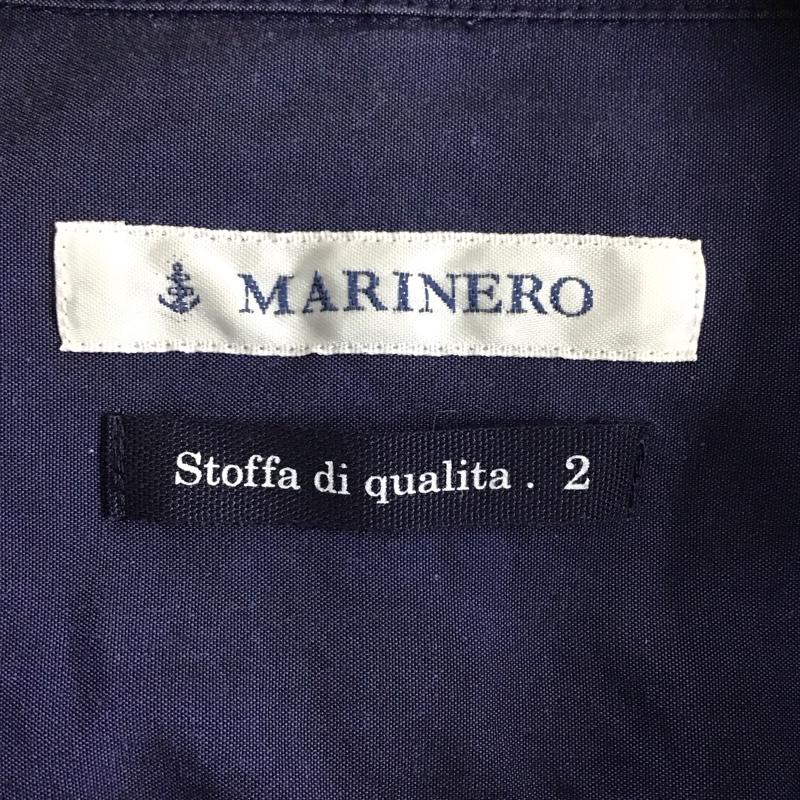 MARINERO
Stoffa di qualita . 2